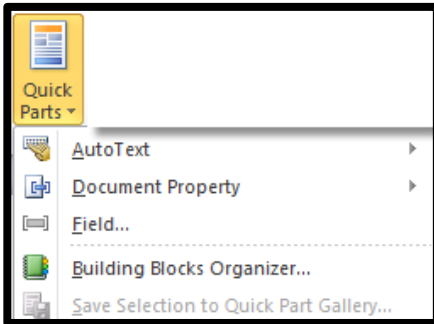 Quick
Parts
AutoText
Document Property
Field...
Building Blocks Organizer...
Save Selection to Quick Part Gallery...